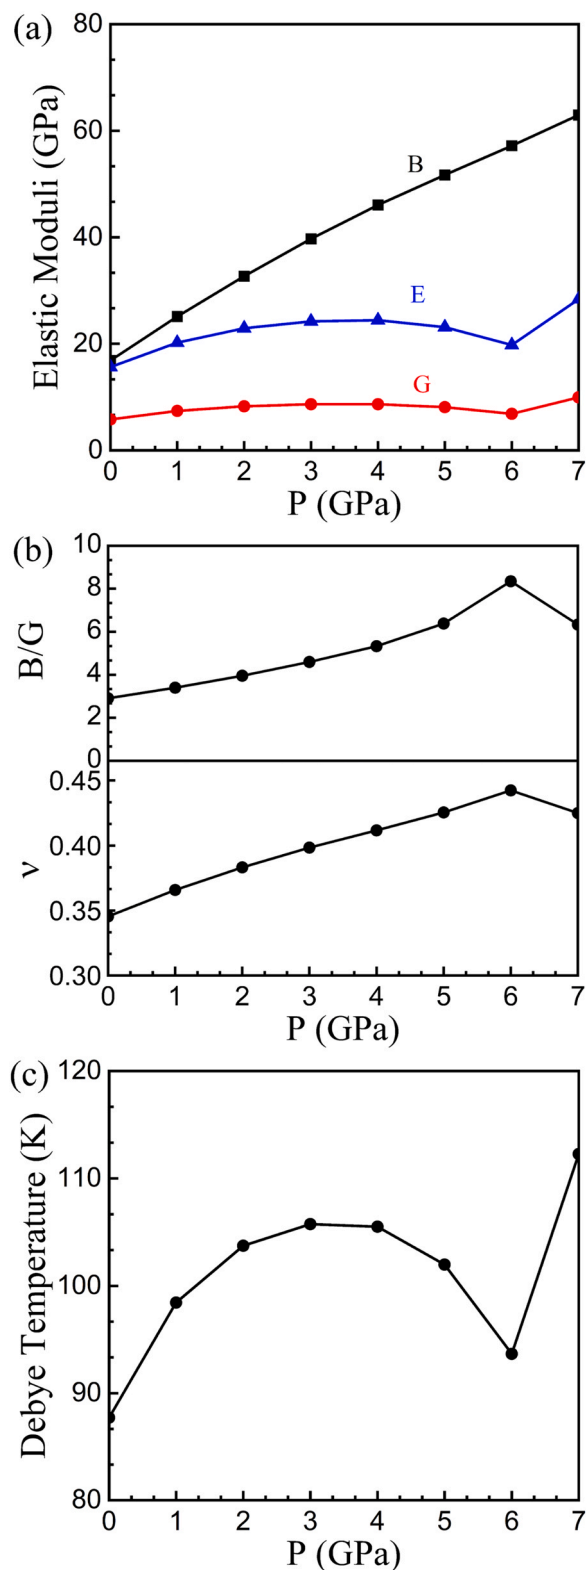 (a)
Elastic Moduli (GPa)
80
60
40
20
0
B
E
G
0 1 2 3 4 5 6 7
P (GPa)
(b)
B/G
10
8
6
4
2
0
ν
0.45
0.40
0.35
0.30
0 1 2 3 4 5 6 7
P (GPa)
(c)
Debye Temperature (K)
120
110
100
90
80
0 1 2 3 4 5 6 7
P (GPa)